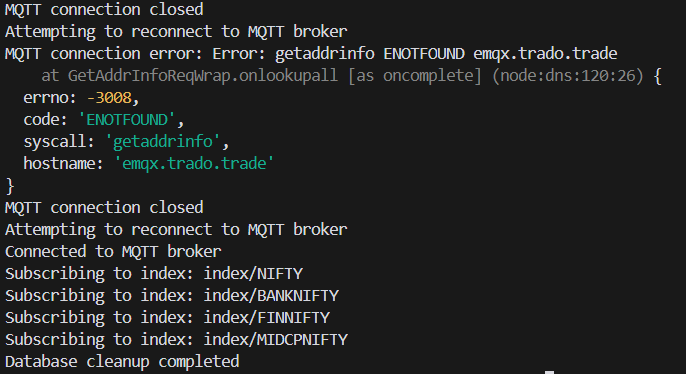 MQTT connection closed
Attempting to reconnect to MQTT broker
MQTT connection error: Error: getaddrinfo ENOTFOUND emqx.trado.trade
    at GetAddrInfoReqWrap.onlookupall [as oncomplete] (node:dns:120:26) {
  errno: -3008,
  code: 'ENOTFOUND',
  syscall: 'getaddrinfo',
  hostname: 'emqx.trado.trade'
}
MQTT connection closed
Attempting to reconnect to MQTT broker
Connected to MQTT broker
Subscribing to index: index/NIFTY
Subscribing to index: index/BANKNIFTY
Subscribing to index: index/FINNIFTY
Subscribing to index: index/MIDCPNIFTY
Database cleanup completed